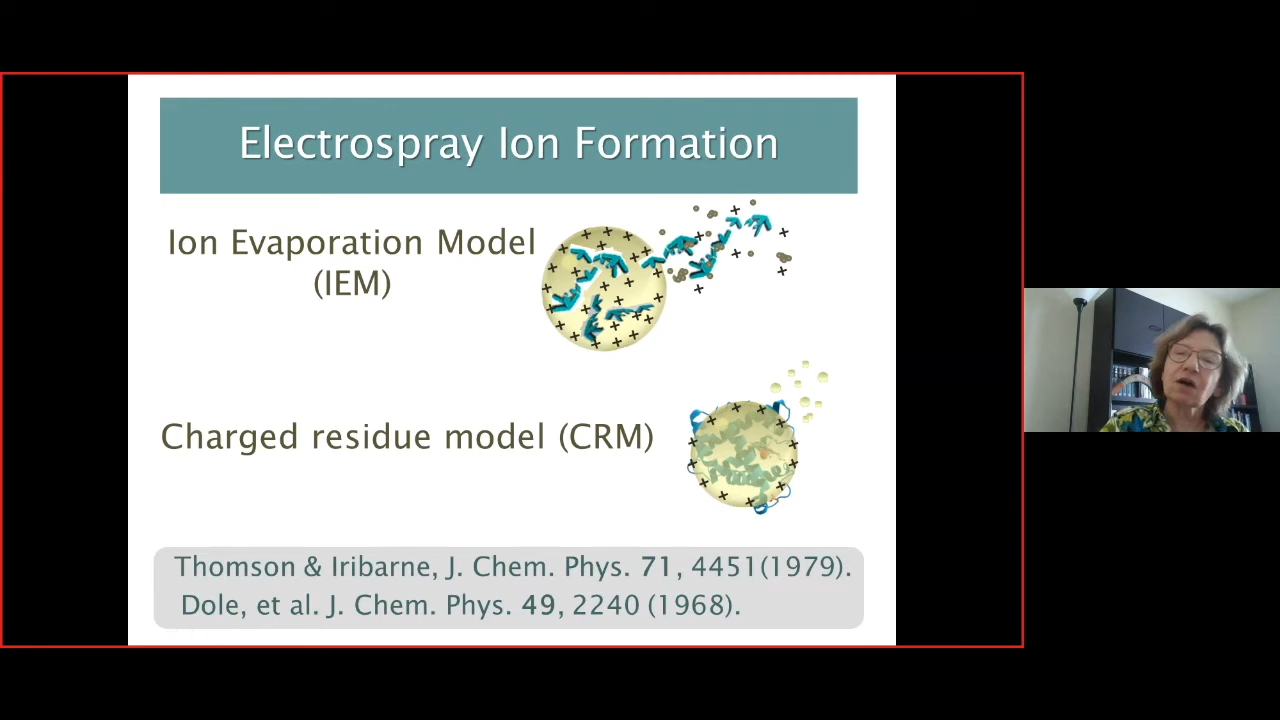 Electrospray Ion Formation
Ion Evaporation Model
(IEM)
Charged residue model (CRM)
Thomson & Iribarne, J. Chem. Phys. 71, 4451(1979).
Dole, et al. J. Chem. Phys. 49, 2240 (1968).